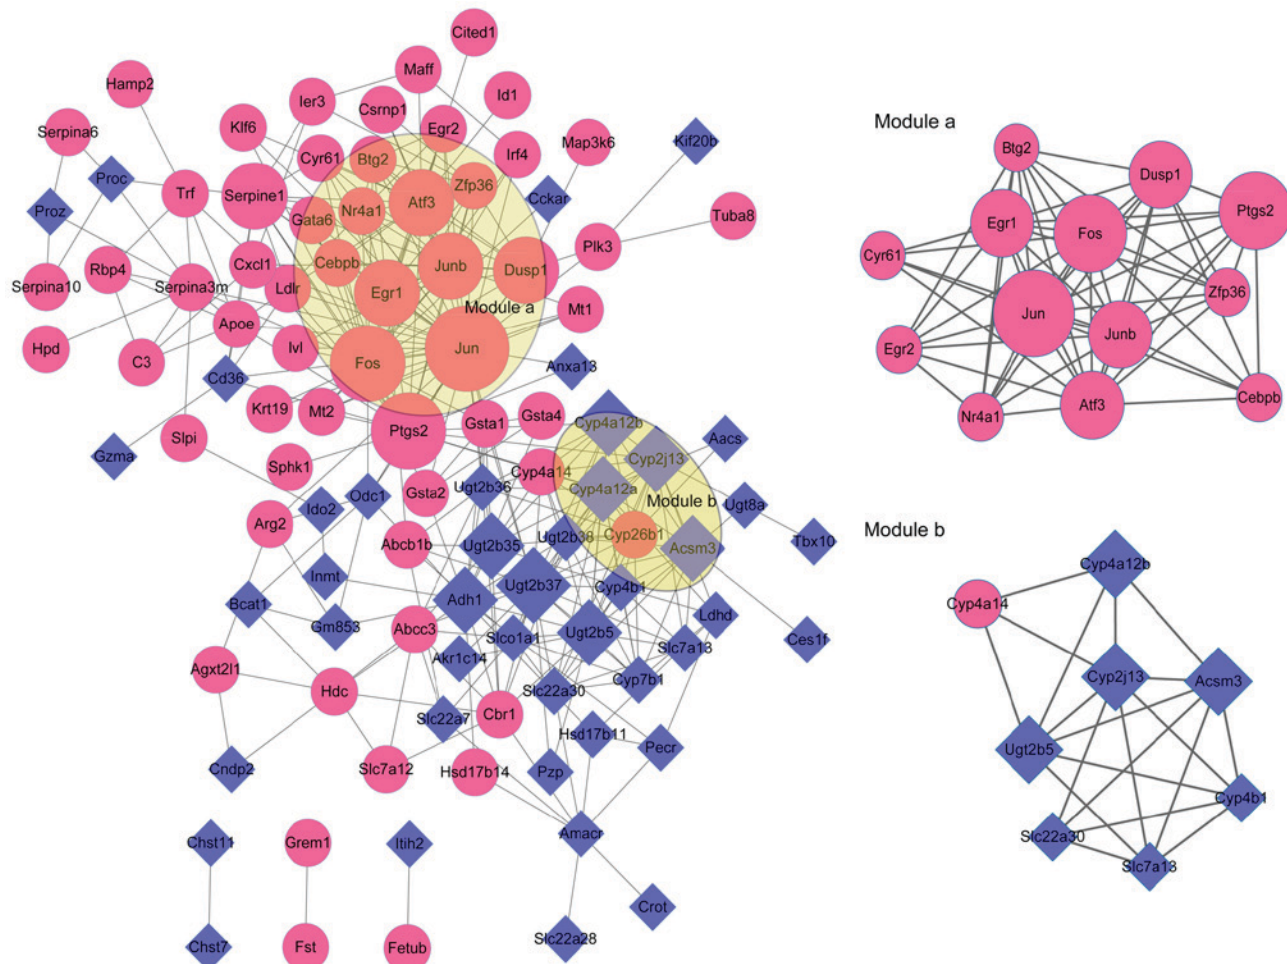 Cited1
Hamp2
Maff
Ier3
Id1
Csrnp1
Serpina6
Klf6
Egr2
Map3k6
Kif20b
Cyr61
Btg2
Irf4
Proc
Trf
Serpine1
Zfp36
Cckar
Proz
Gata6
Nr4a1
Atf3
Tuba8
Plk3
Rbp4
Cxcl1
Cebpb
Junb
Dusp1
Serpina10
Serpina3m
Ldlr
Egr1
Module a
Mt1
Apoe
Hpd
C3
Ivl
Fos
Jun
Anxa13
Cd36
Krt19
Mt2
Gsta4
Slpi
Ptgs2
Gsta1
Cyp4a12b
Aacs
Gzma
Sphk1
Cyp4a14
Cyp2j13
Odc1
Gsta2
Ugt2b36
Cyp4a12a
Module b
Ugt8a
Ido2
Arg2
Abcb1b
Ugt2b35
Ugt2b38
Cyp26b1
Acsm3
Tbx10
Inmt
Ugt2b37
Cyp4b1
Bcat1
Adh1
Gm853
Abcc3
Slco1a1
Ugt2b5
Ldhd
Ces1f
Akr1c14
Slc7a13
Agxt2l1
Hdc
Slc22a30
Cyp7b1
Slc22a7
Cbr1
Hsd17b11
Pecr
Cndp2
Slc7a12
Hsd17b14
Pzp
Amacr
Chst11
Grem1
Itih2
Crot
Chst7
Fst
Fetub
Slc22a28
Module a
Btg2
Dusp1
Ptgs2
Egr1
Fos
Cyr61
Zfp36
Jun
Junb
Egr2
Cebpb
Nr4a1
Atf3
Module b
Cyp4a12b
Cyp4a14
Cyp2j13
Acsm3
Ugt2b5
Cyp4b1
Slc22a30
Slc7a13